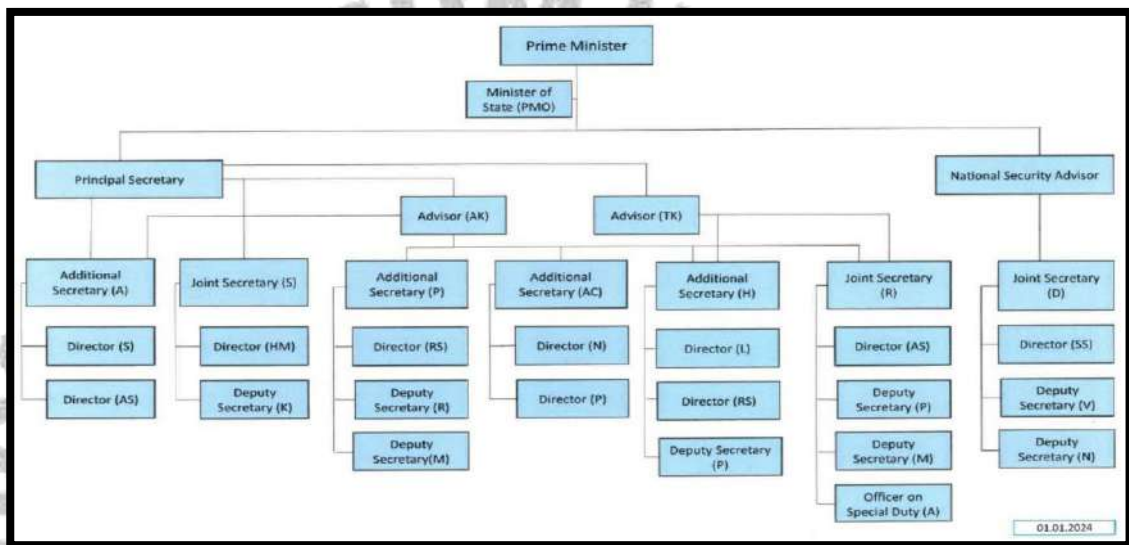 Prime Minister
Minister of
State (PMO)
Principal Secretary
National Security Advisor
Advisor (AK)
Advisor (TK)
Additional
Secretary (A)
Joint Secretary (S)
Additional
Secretary (P)
Additional
Secretary (AC)
Additional
Secretary (H)
Joint Secretary
(R)
Joint Secretary
(D)
Director (S)
Director (HM)
Director (RS)
Director (N)
Director (L)
Director (AS)
Director (SS)
Director (AS)
Deputy
Secretary (K)
Deputy
Secretary (R)
Director (P)
Director (RS)
Deputy
Secretary (P)
Deputy
Secretary (V)
Deputy
Secretary(M)
Deputy Secretary
(P)
Deputy
Secretary (M)
Deputy
Secretary (N)
Officer on
Special Duty (A)
01.01.2024